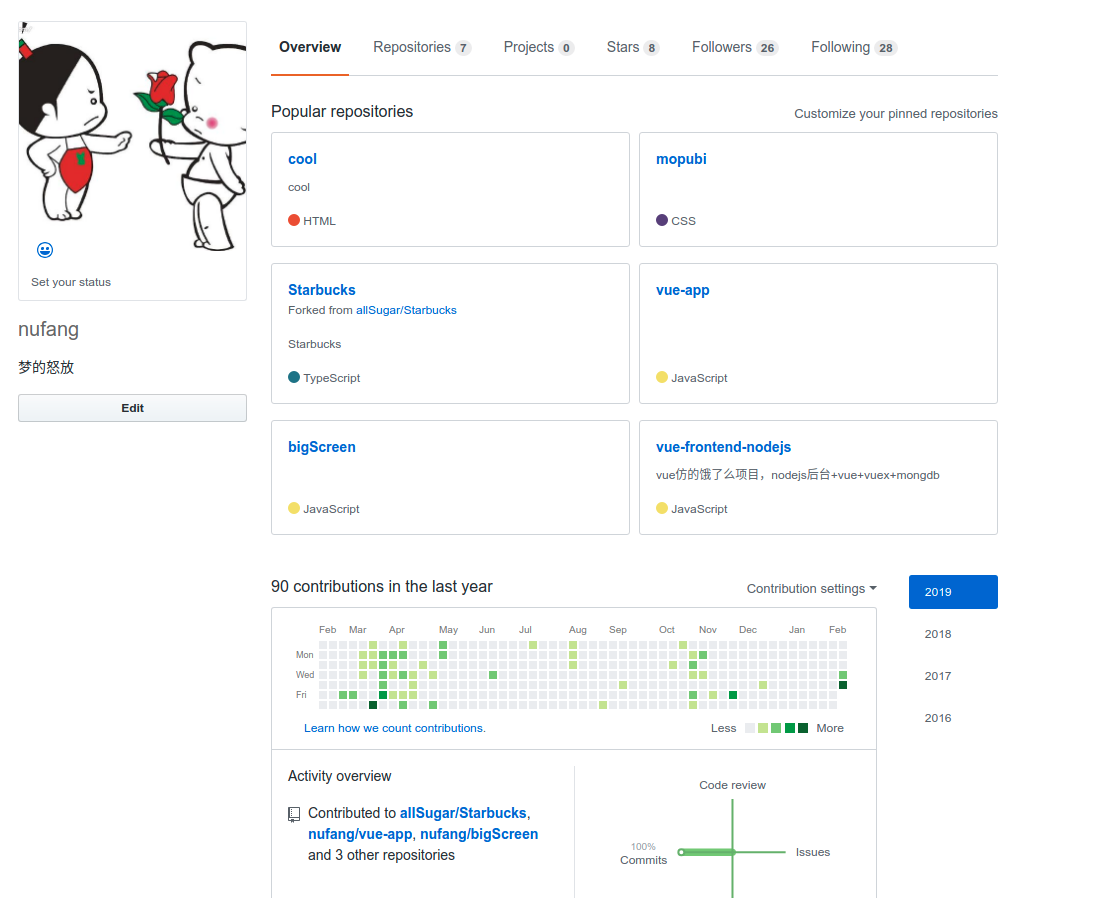 Overview Repositories 7 Projects 0 Stars 8 Followers 26 Following 28
Set your status
nufang
梦的怒放
Edit
Popular repositories Customize your pinned repositories
cool
cool
HTML
mopubi
CSS
Starbucks
Forked from allSugar/Starbucks
Starbucks
TypeScript
vue-app
JavaScript
bigScreen
JavaScript
vue-frontend-nodejs
vue仿的饿了么项目，nodejs后台+vue+vuex+mongdb
JavaScript
90 contributions in the last year Contribution settings
2019
2018
2017
2016
Feb Mar Apr May Jun Jul Aug Sep Oct Nov Dec Jan Feb
Mon
Wed
Fri
Learn how we count contributions. Less More
Activity overview
Contributed to allSugar/Starbucks,
nufang/vue-app, nufang/bigScreen
and 3 other repositories
Code review
100%
Commits
Issues